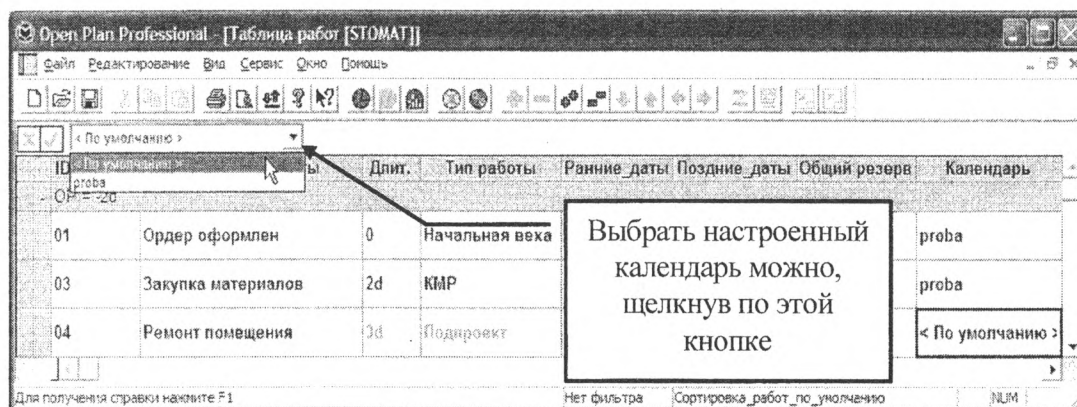 Open Plan Professional - [Таблица работ [STOMAT]]
Файл Редактирование Вид Сервис Окно Помощь
< По умолчанию >
< По умолчанию >
proba
ID ы Длит. Тип работы Ранние_даты Поздние_даты Общий резерв Календарь
ОР = -20
01 Ордер оформлен 0 Начальная веха proba
03 Закупка материалов 2d КМР proba
04 Ремонт помещения 3d Подпроект < По умолчанию >
Выбрать настроенный
календарь можно,
щелкнув по этой
кнопке
Для получения справки нажмите F1 Нет фильтра Сортировка_работ_по_умолчанию NUM